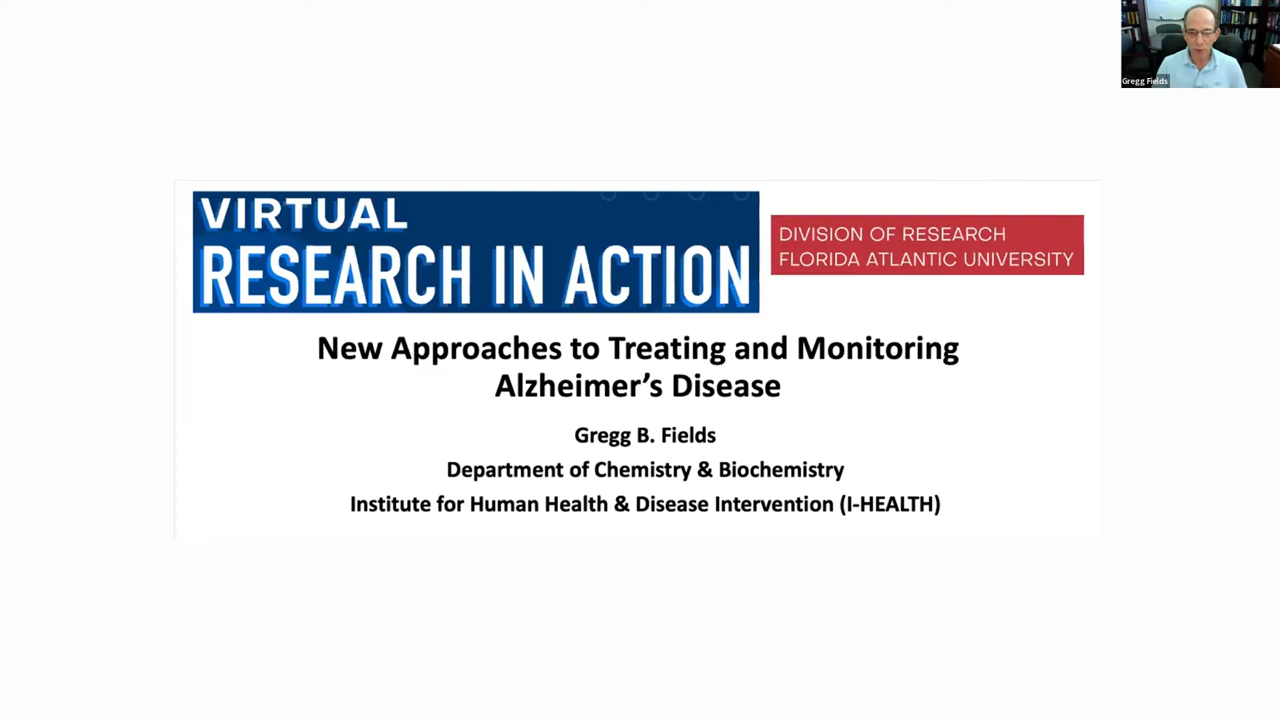 Gregg Fields
VIRTUAL
RESEARCH IN ACTION
DIVISION OF RESEARCH
FLORIDA ATLANTIC UNIVERSITY
New Approaches to Treating and Monitoring
Alzheimer’s Disease
Gregg B. Fields
Department of Chemistry & Biochemistry
Institute for Human Health & Disease Intervention (I-HEALTH)